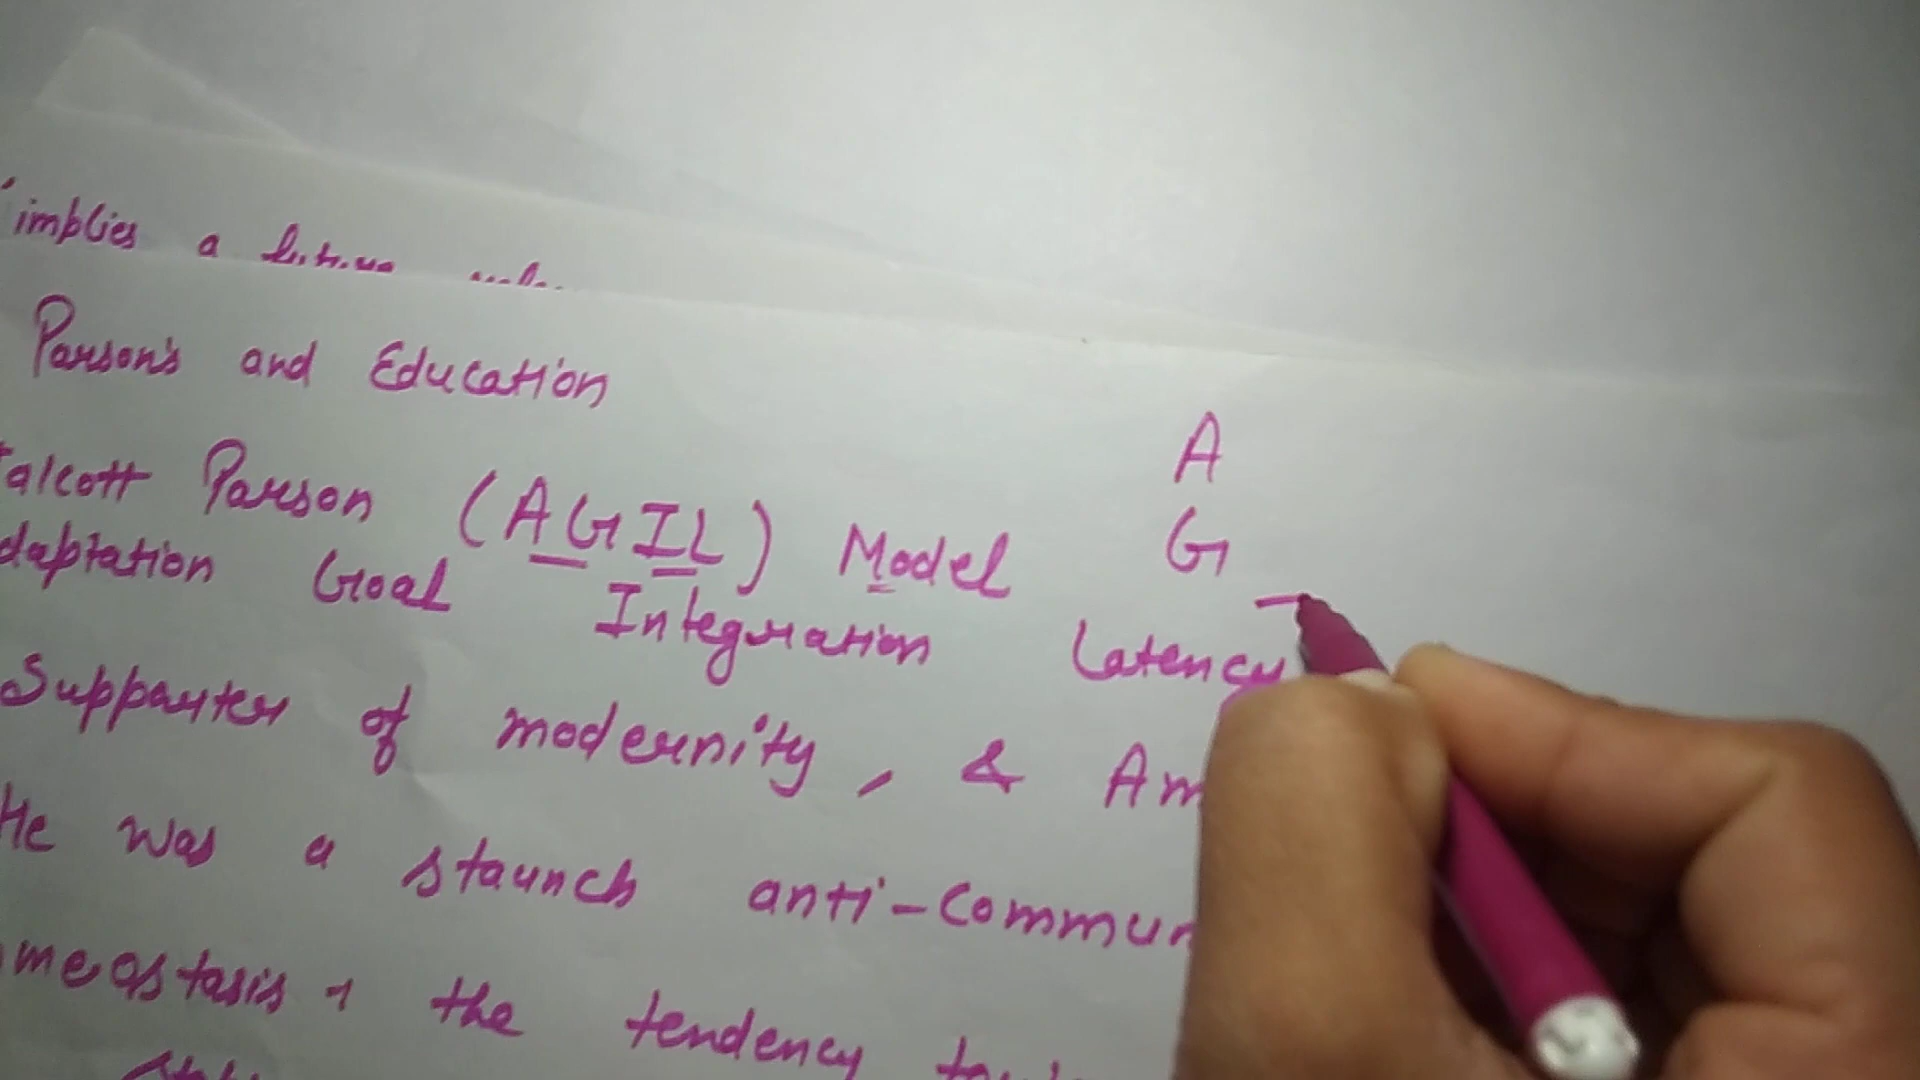 implies a
Parson's and Education
alcott Parson (AGIL) Model
A
G
daptation Goal Integration Latency
Supporter of modernity, & Am
He was a staunch anti-commun
meostasis the tendency